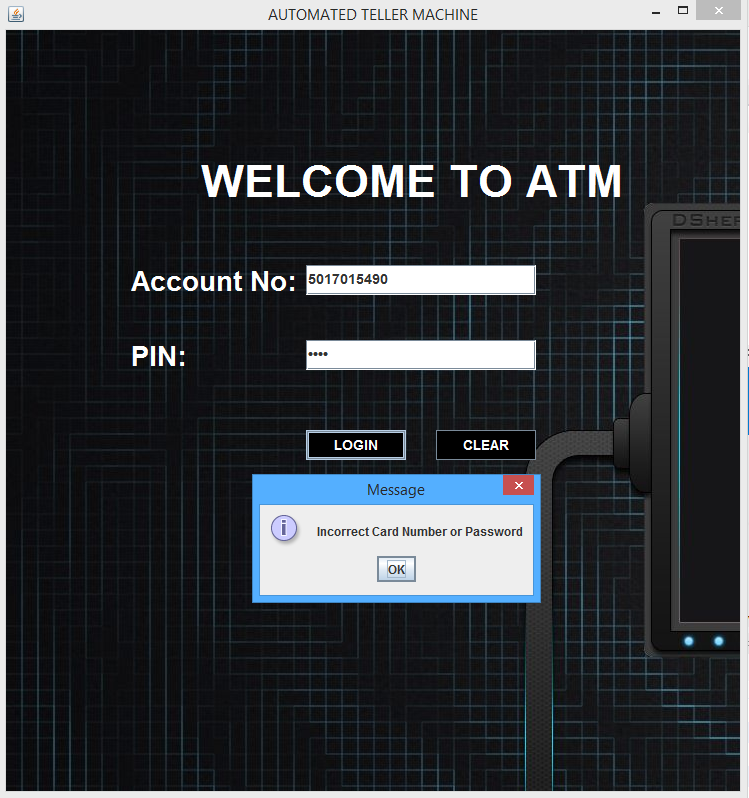 AUTOMATED TELLER MACHINE
WELCOME TO ATM
DSher
Account No: 5017015490
PIN: ••••
LOGIN CLEAR
Message
i Incorrect Card Number or Password
OK